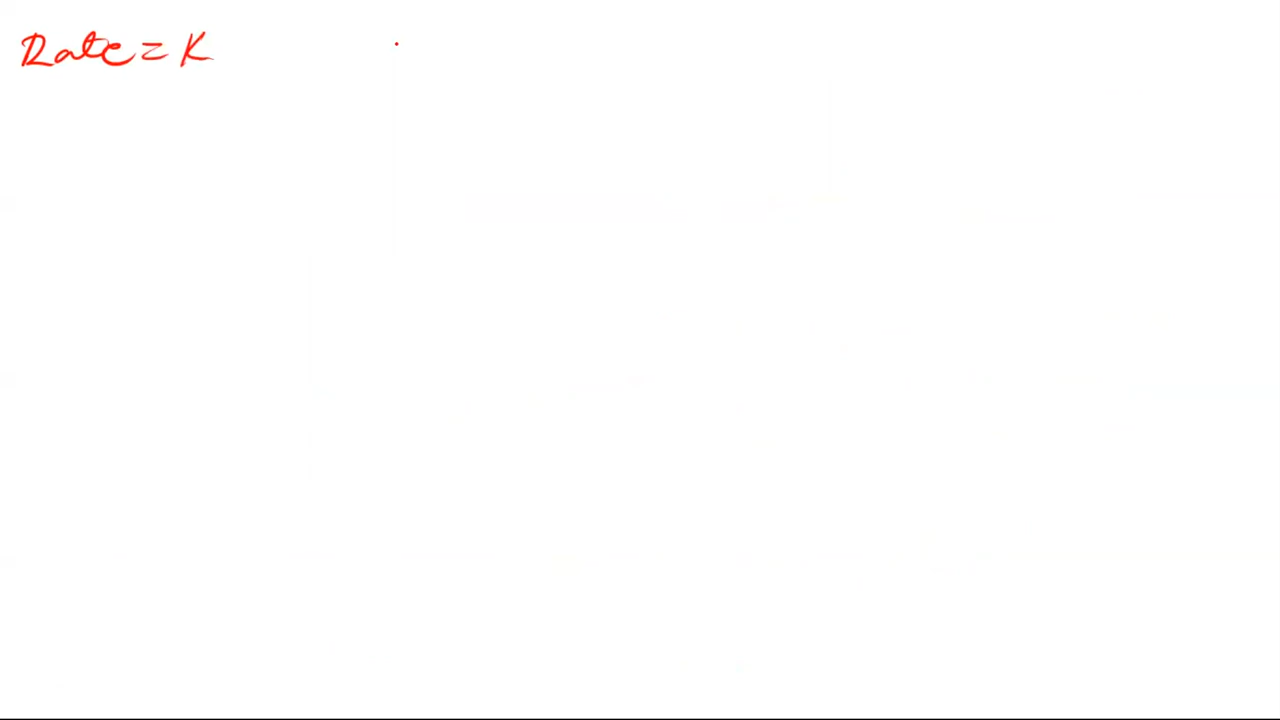 Rate = K